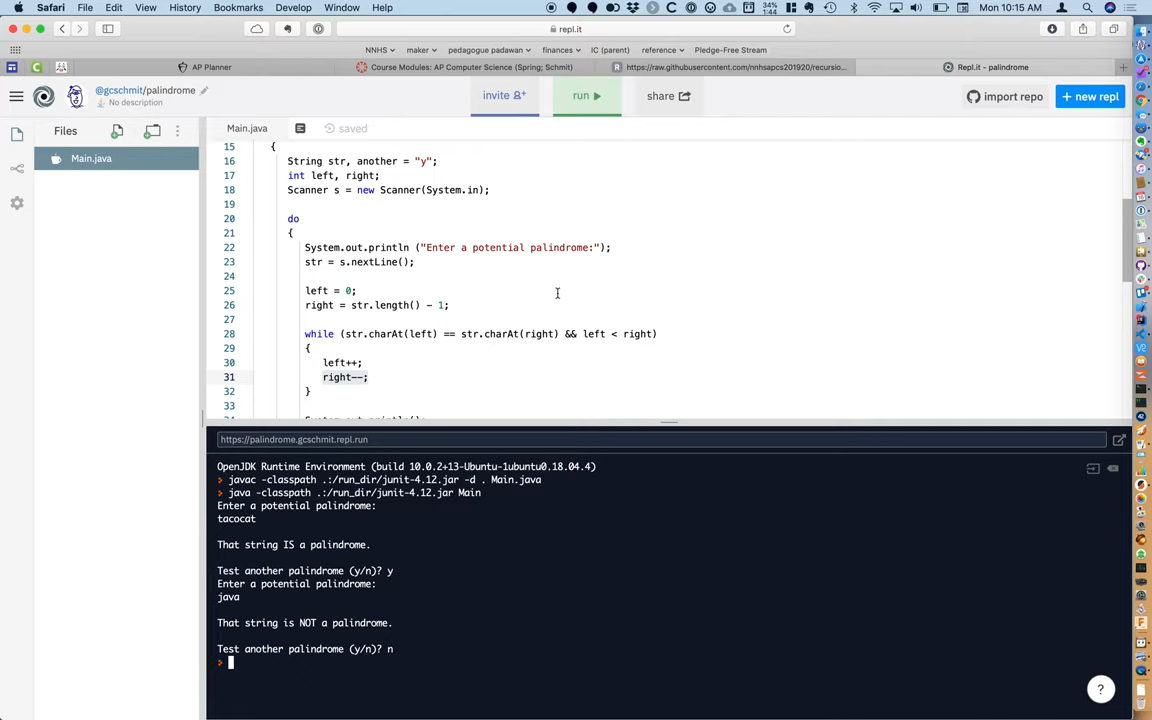 Safari File Edit View History Bookmarks Develop Window Help 34% 1:44 Mon 10:15 AM
repl.it
NNHS maker pedagogue padawan finances IC (parent) reference Pledge-Free Stream
AP Planner Course Modules: AP Computer Science (Spring; Schmit) https://raw.githubusercontent.com/nnhsapcs201920/recursio... Repl.it - palindrome
@gcschmit/palindrome
No description
invite run share import repo + new repl
Files
Main.java
Main.java saved
15 {
16 String str, another = "y";
17 int left, right;
18 Scanner s = new Scanner(System.in);
19
20 do
21 {
22 System.out.println ("Enter a potential palindrome:");
23 str = s.nextLine();
24
25 left = 0;
26 right = str.length() - 1;
27
28 while (str.charAt(left) == str.charAt(right) && left < right)
29 {
30 left++;
31 right--;
32 }
33
https://palindrome.gcschmit.repl.run
OpenJDK Runtime Environment (build 10.0.2+13-Ubuntu-1ubuntu0.18.04.4)
> javac -classpath .:/run_dir/junit-4.12.jar -d . Main.java
> java -classpath .:/run_dir/junit-4.12.jar Main
Enter a potential palindrome:
tacocat
That string IS a palindrome.
Test another palindrome (y/n)? y
Enter a potential palindrome:
java
That string is NOT a palindrome.
Test another palindrome (y/n)? n
>
?